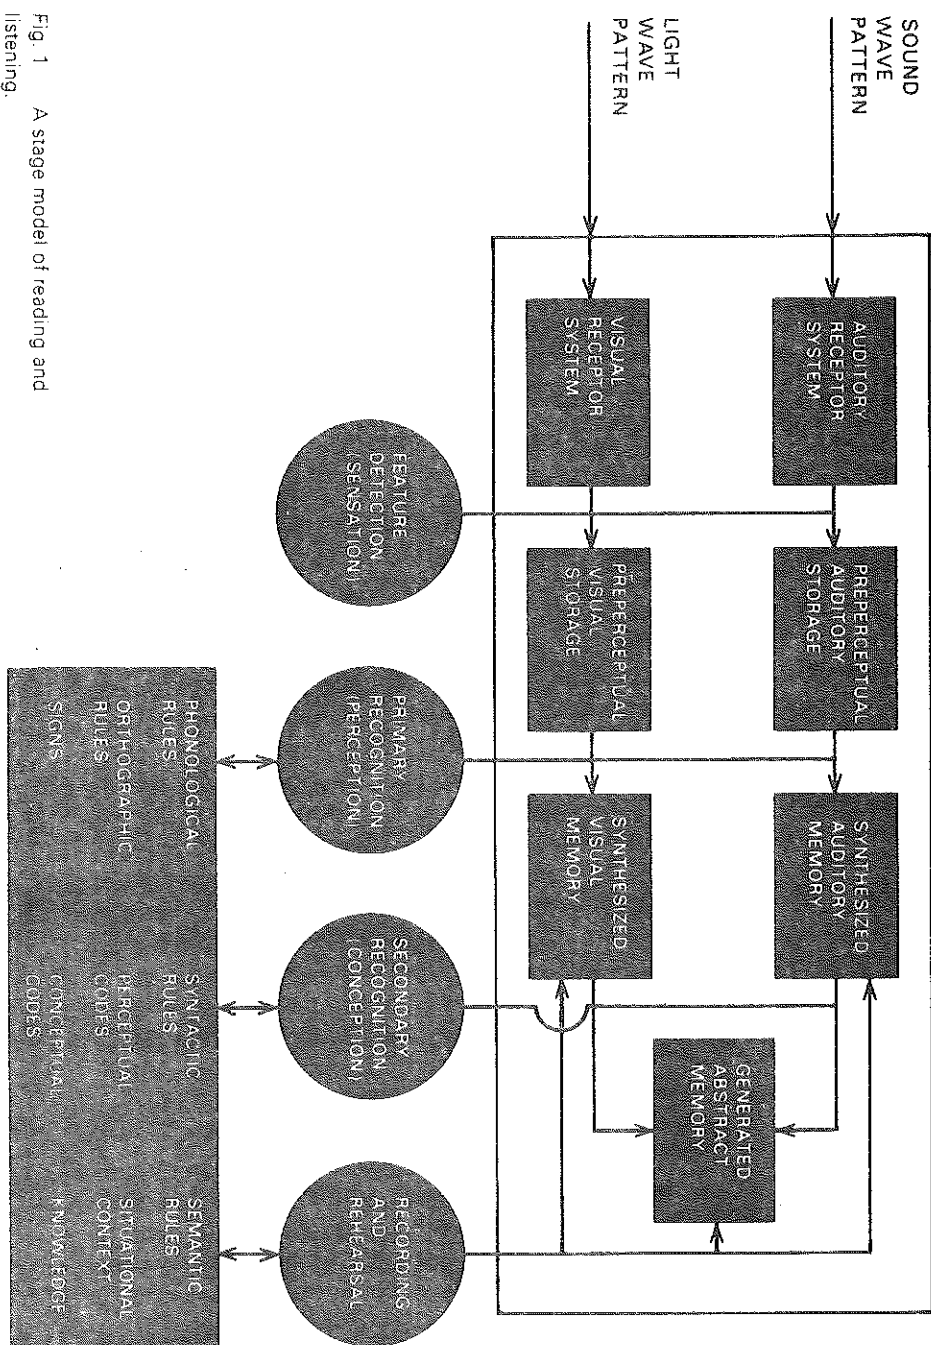 SOUND
WAVE
PATTERN
LIGHT
WAVE
PATTERN
AUDITORY
RECEPTOR
SYSTEM
PREPERCEPTUAL
AUDITORY
STORAGE
SYNTHESIZED
AUDITORY
MEMORY
GENERATED
ABSTRACT
MEMORY
VISUAL
RECEPTOR
SYSTEM
PREPERCEPTUAL
VISUAL
STORAGE
SYNTHESIZED
VISUAL
MEMORY
FEATURE
DETECTION
(SENSATION)
PRIMARY
RECOGNITION
(PERCEPTION)
SECONDARY
RECOGNITION
(CONCEPTION)
RECORDING
AND
REHEARSAL
PHONOLOGICAL
RULES
ORTHOGRAPHIC
RULES
SIGNS
SYNTACTIC
RULES
PERCEPTUAL
CODES
CONCEPTUAL
CODES
SEMANTIC
RULES
SITUATIONAL
CONTEXT
KNOWLEDGE
Fig. 1 A stage model of reading and
listening.